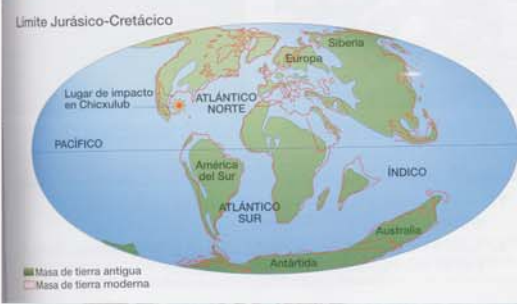 Límite Jurásico-Cretácico
Siberia
Europa
Lugar de impacto
en Chicxulub
ATLÁNTICO
NORTE
PACÍFICO
América
del Sur
ÍNDICO
ATLÁNTICO
SUR
Australia
Antártida
Masa de tierra antigua
Masa de tierra moderna